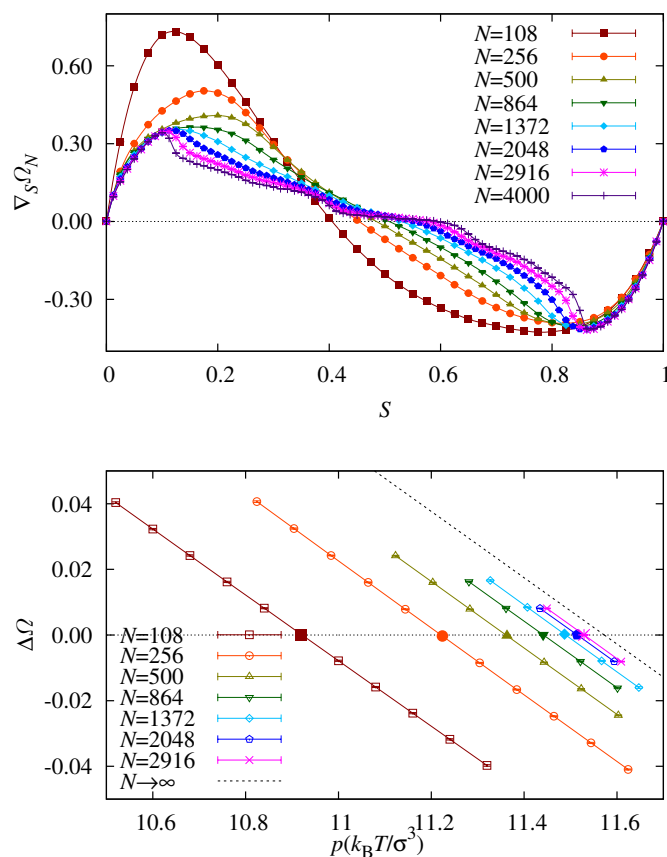 0.60
0.30
0.00
-0.30
∇SΩN
N=108
N=256
N=500
N=864
N=1372
N=2048
N=2916
N=4000
0 0.2 0.4 0.6 0.8 1
S
0.04
0.02
0.00
-0.02
-0.04
ΔΩ
N=108
N=256
N=500
N=864
N=1372
N=2048
N=2916
N→∞
10.6 10.8 11 11.2 11.4 11.6
p(kBT/σ3)